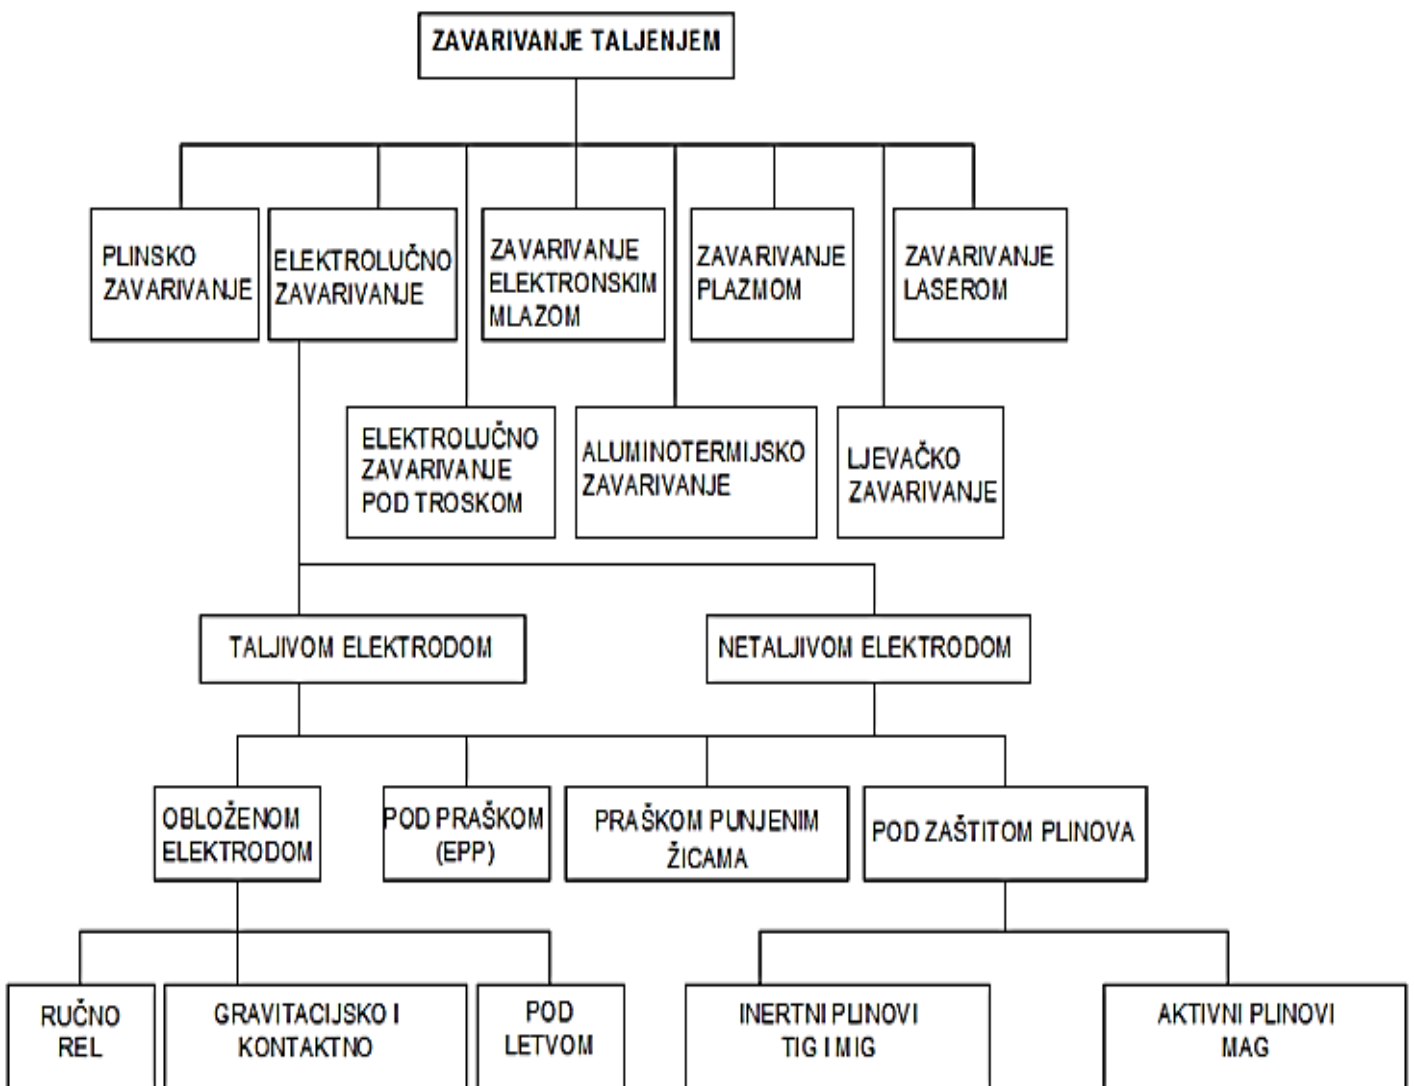 ZAVARIVANJE TALJENJEM
PLINSKO
ZAVARIVANJE
ELEKTROLUČNO
ZAVARIVANJE
ZAVARIVANJE
ELEKTRONSKIM
MLAZOM
ZAVARIVANJE
PLAZMOM
ZAVARIVANJE
LASEROM
ELEKTROLUČNO
ZAVARIVANJE
POD TROSKOM
ALUMINOTERMIJSKO
ZAVARIVANJE
LJEVAČKO
ZAVARIVANJE
TALJIVOM ELEKTRODOM
NETALJIVOM ELEKTRODOM
OBLOŽENOM
ELEKTRODOM
POD PRAŠKOM
(EPP)
PRAŠKOM PUNJENIM
ŽICAMA
POD ZAŠTITOM PLINOVA
RUČNO
REL
GRAVITACIJSKO I
KONTAKTNO
POD
LETVOM
INERTNI PLINOVI
TIG I MIG
AKTIVNI PLINOVI
MAG